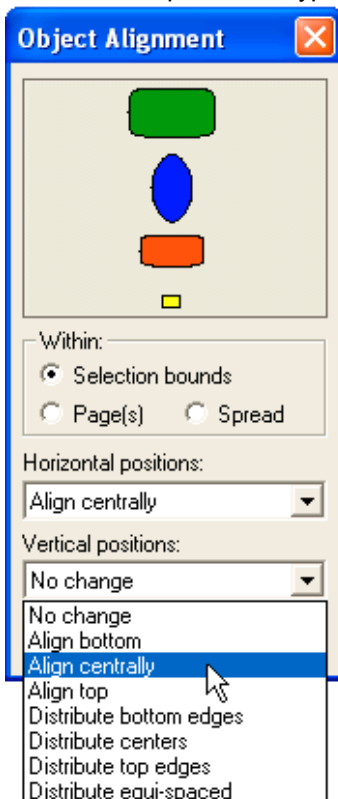 Object Alignment
Within:
Selection bounds
Page(s) Spread
Horizontal positions:
Align centrally
Vertical positions:
No change
No change
Align bottom
Align centrally
Align top
Distribute bottom edges
Distribute centers
Distribute top edges
Distribute equi-spaced